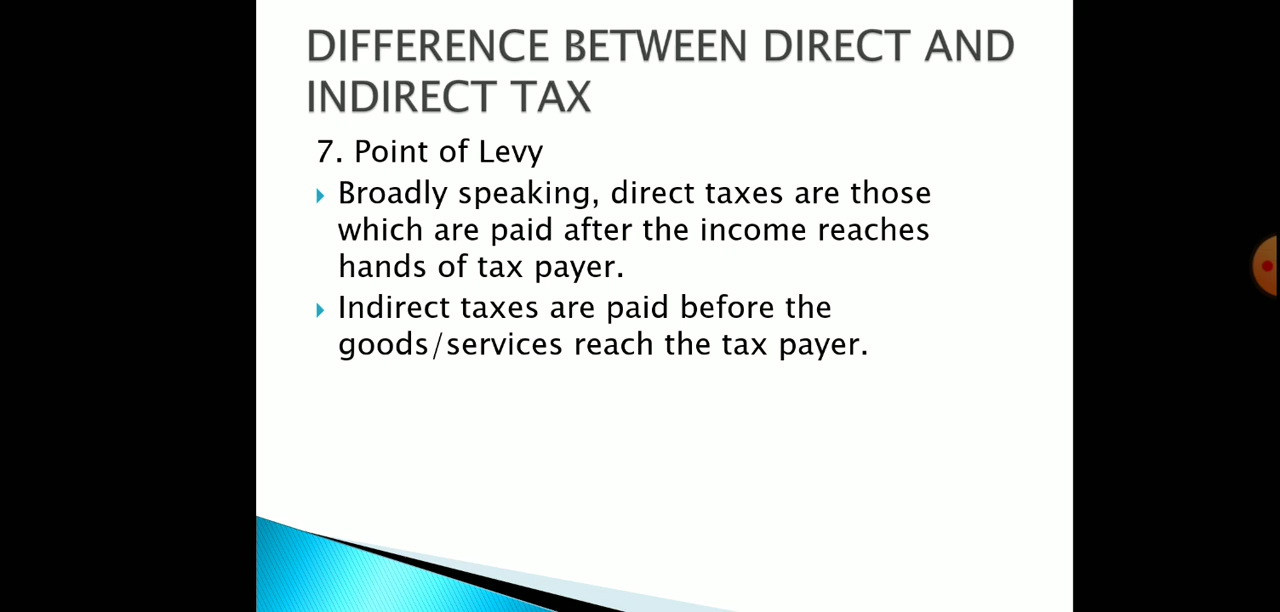 DIFFERENCE BETWEEN DIRECT AND
INDIRECT TAX
7. Point of Levy
Broadly speaking, direct taxes are those
which are paid after the income reaches
hands of tax payer.
Indirect taxes are paid before the
goods/services reach the tax payer.